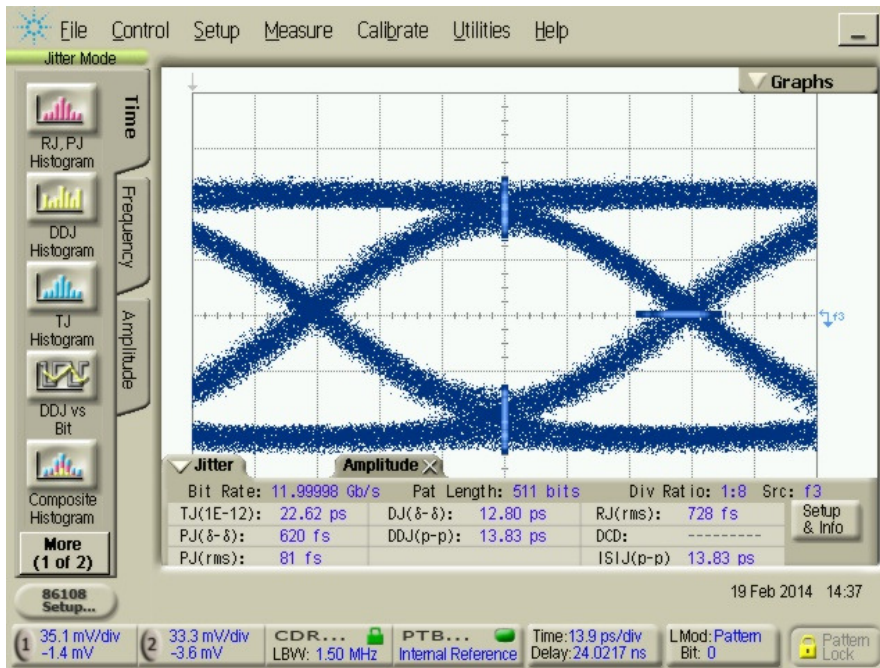 File Control Setup Measure Calibrate Utilities Help
Jitter Mode
Graphs
Time
Frequency
Amplitude
RJ, PJ
Histogram
DDJ
Histogram
TJ
Histogram
DDJ vs
Bit
Composite
Histogram
More
(1 of 2)
86108
Setup...
f3
Jitter Amplitude
Bit Rate: 11.99998 Gb/s Pat Length: 511 bits Div Ratio: 1:8 Src: f3
TJ(1E-12): 22.62 ps DJ(δ-δ): 12.80 ps RJ(rms): 728 fs
PJ(δ-δ): 620 fs DDJ(p-p): 13.83 ps DCD: ---------
PJ(rms): 81 fs ISIJ(p-p) 13.83 ps
Setup
& Info
19 Feb 2014 14:37
1 35.1 mV/div
-1.4 mV
2 33.3 mV/div
-3.6 mV
CDR...
LBW: 1.50 MHz
PTB...
Internal Reference
Time:13.9 ps/div
Delay:24.0217 ns
LMod: Pattern
Bit: 0
Pattern
Lock